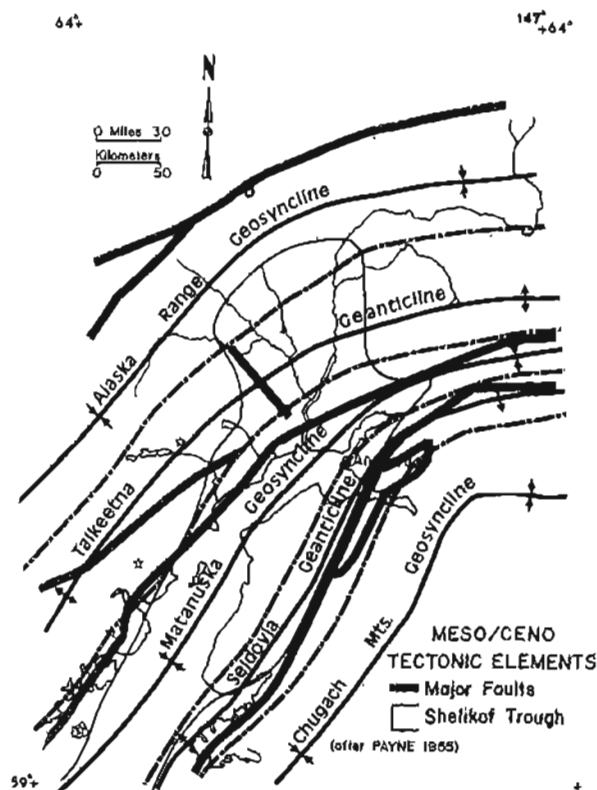 64°+
147°
+64°
N
0 Miles 30
Kilometers
0 50
Alaska Range Geosyncline
Talkeetna Geanticline
Matanuska Geosyncline
Seldovia Geanticline
Chugach Mts. Geosyncline
MESO/CENO
TECTONIC ELEMENTS
Major Faults
Shelikof Trough
(after PAYNE 1955)
59°+
+